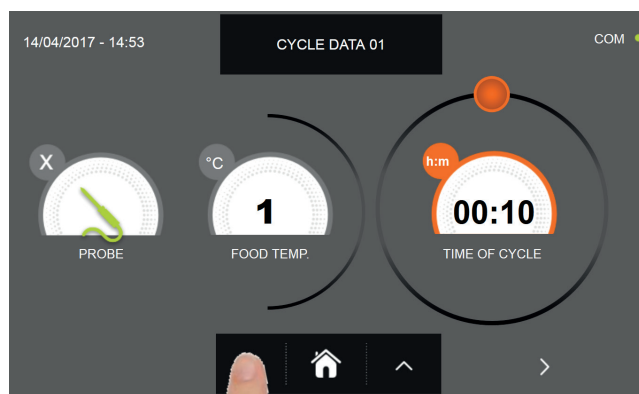 14/04/2017 - 14:53
CYCLE DATA 01
COM
X
°C
h:m
1
00:10
PROBE
FOOD TEMP.
TIME OF CYCLE